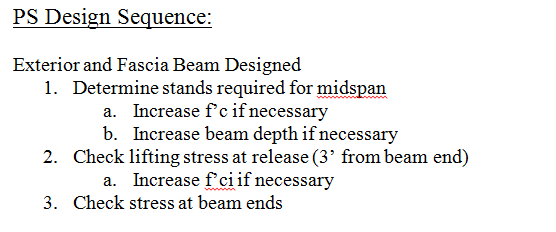 PS Design Sequence:
Exterior and Fascia Beam Designed
1. Determine stands required for midspan
a. Increase f'c if necessary
b. Increase beam depth if necessary
2. Check lifting stress at release (3’ from beam end)
a. Increase f'ci if necessary
3. Check stress at beam ends